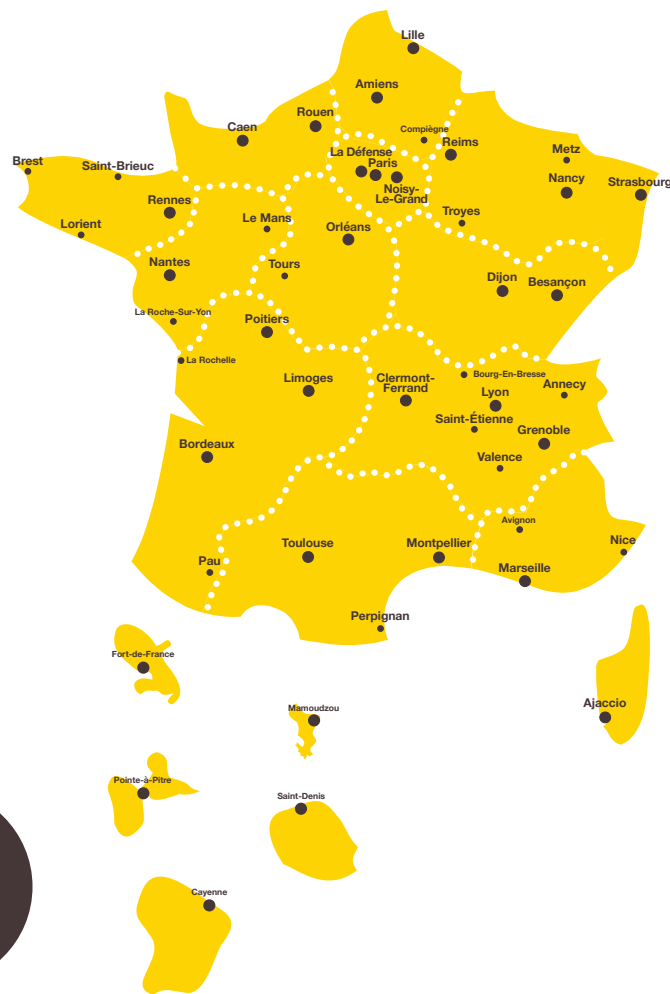 Lille
Amiens
Rouen
Caen
Compiègne
Reims
La Défense
Paris
Noisy-
Le-Grand
Metz
Nancy
Strasbourg
Brest
Saint-Brieuc
Rennes
Lorient
Le Mans
Orléans
Troyes
Nantes
Tours
Dijon
Besançon
La Roche-Sur-Yon
Poitiers
La Rochelle
Limoges
Clermont-
Ferrand
Bourg-En-Bresse
Lyon
Annecy
Saint-Étienne
Grenoble
Bordeaux
Valence
Avignon
Nice
Toulouse
Montpellier
Marseille
Pau
Perpignan
Fort-de-France
Mamoudzou
Ajaccio
Pointe-à-Pitre
Saint-Denis
Cayenne